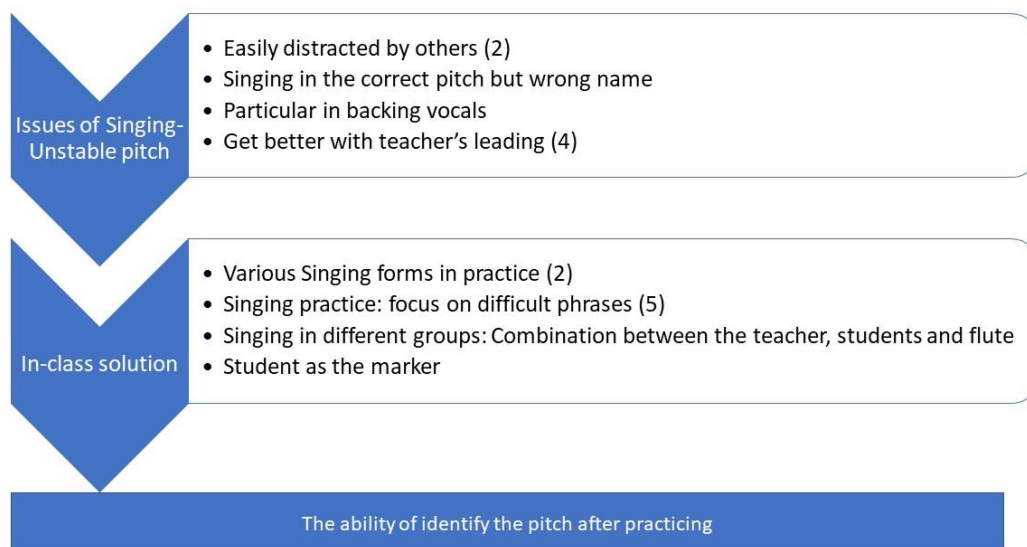 Issues of Singing-
Unstable pitch
• Easily distracted by others (2)
• Singing in the correct pitch but wrong name
• Particular in backing vocals
• Get better with teacher’s leading (4)
In-class solution
• Various Singing forms in practice (2)
• Singing practice: focus on difficult phrases (5)
• Singing in different groups: Combination between the teacher, students and flute
• Student as the marker
The ability of identify the pitch after practicing